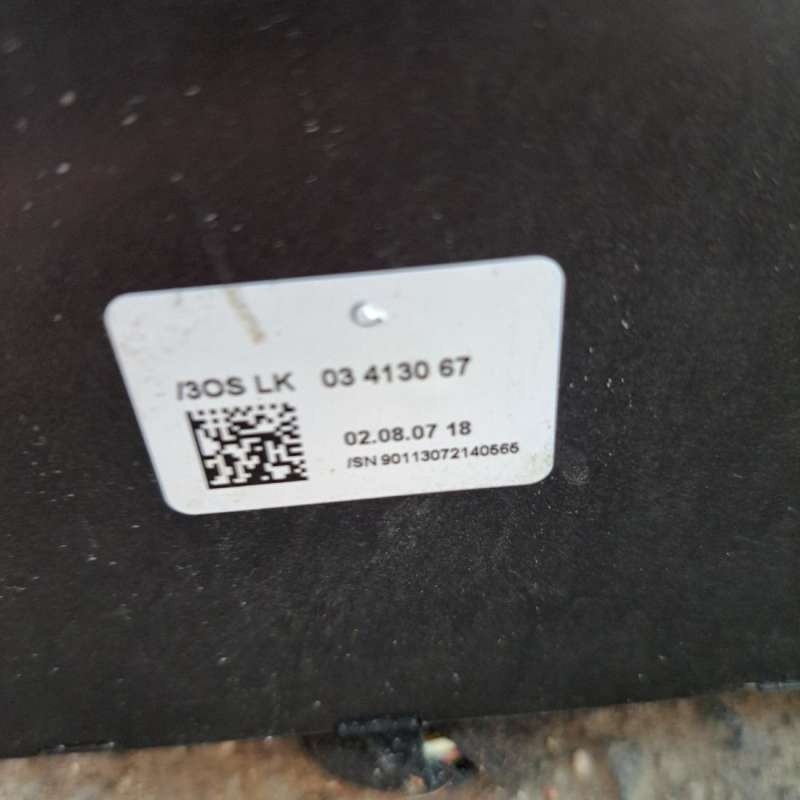 /3OS LK 03 4130 67
02.08.07 18
/SN 90113072140565